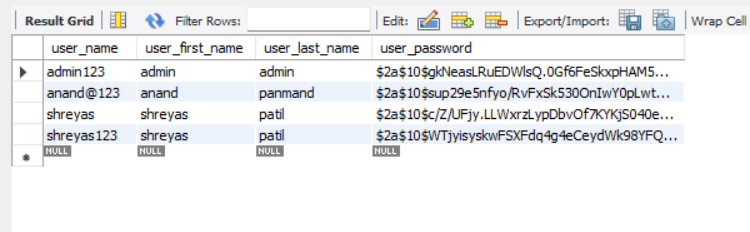 Result Grid Filter Rows: Edit: Export/Import: Wrap Cell
user_name user_first_name user_last_name user_password
admin123 admin admin $2a$10$gkNeasLRuEDWlsQ.0Gf6FeSkxpHAM5...
anand@123 anand panmand $2a$10$sup29e5nfyo/RvFxSk530OnIwY0pLwt...
shreyas shreyas patil $2a$10$c/Z/UFjy.LLWxrzLypDbvOf7KYKjS040e...
shreyas123 shreyas patil $2a$10$WTjyisyskwFSXFdq4g4eCeydWk98YFQ...
NULL NULL NULL NULL